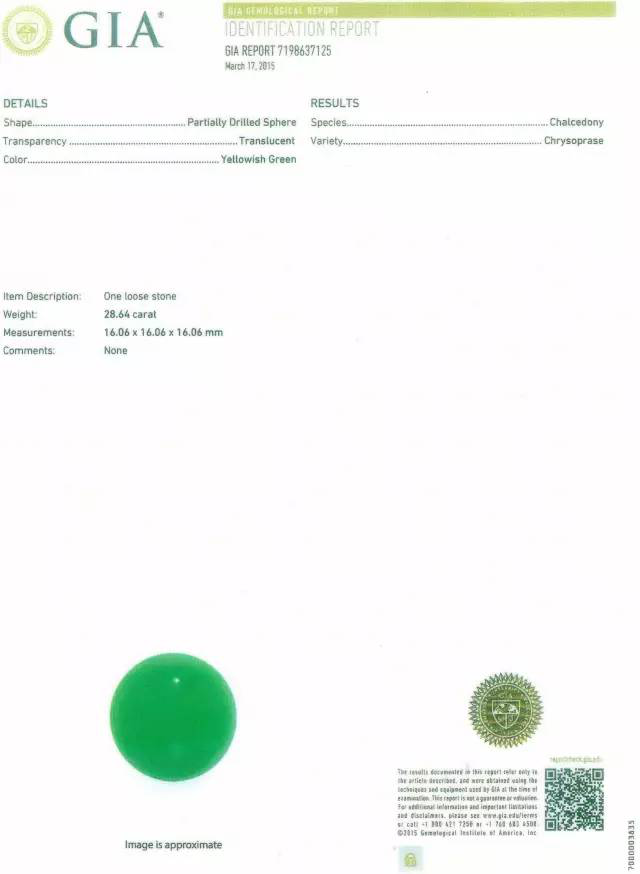 GIA®
GIA GEMOLOGICAL REPORT
IDENTIFICATION REPORT
GIA REPORT 7198637125
March 17, 2015
DETAILS
Shape.......................................................... Partially Drilled Sphere
Transparency .......................................................... Translucent
Color.......................................................... Yellowish Green
RESULTS
Species.......................................................... Chalcedony
Variety.......................................................... Chrysoprase
Item Description: One loose stone
Weight: 28.64 carat
Measurements: 16.06 x 16.06 x 16.06 mm
Comments: None
Image is approximate
reportcheck.gia.edu
The results documented in this report refer only to
the article described, and were obtained using the
techniques and equipment used by GIA at the time of
examination. This report is not a guarantee or valuation.
For additional information and important limitations
and disclaimers, please see www.gia.edu/terms
or call +1 800 421 7250 or +1 760 603 4500.
©2015 Gemological Institute of America, Inc
7000003835